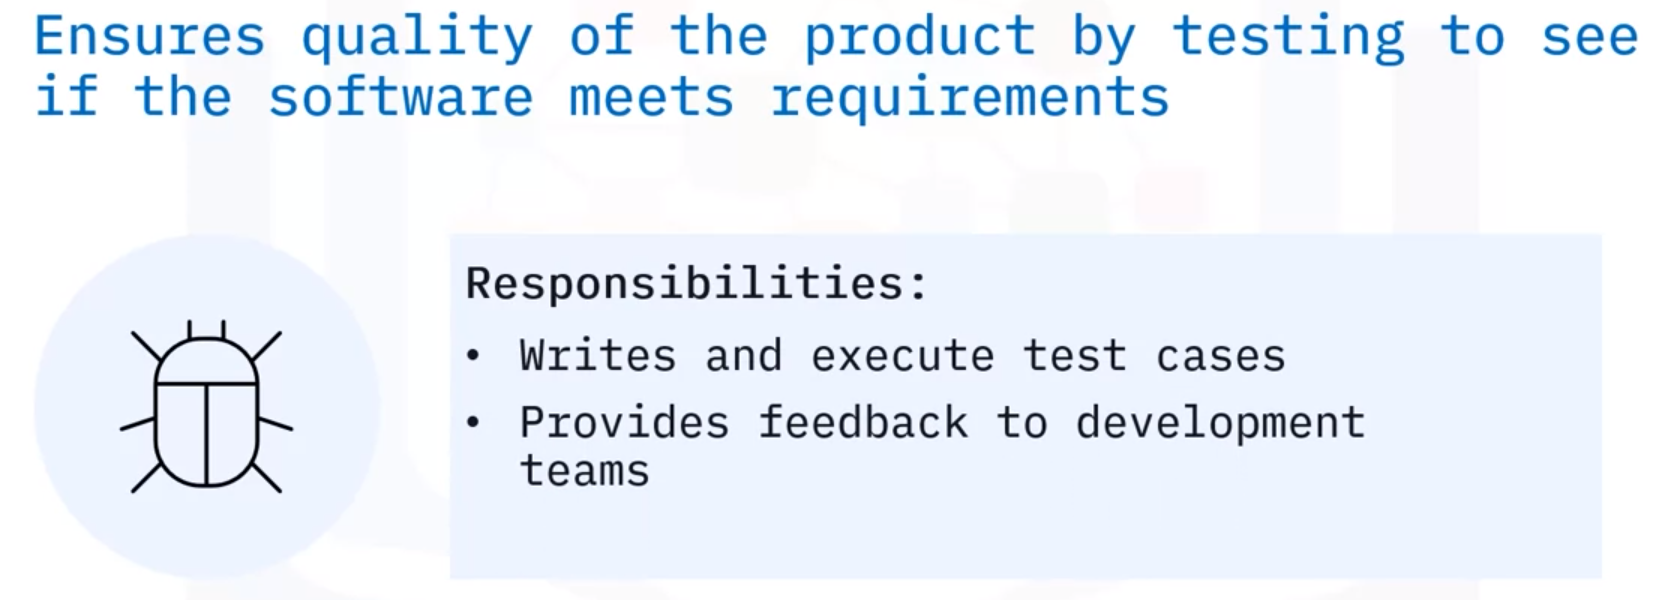 Ensures quality of the product by testing to see
if the software meets requirements
Responsibilities:
• Writes and execute test cases
• Provides feedback to development
teams